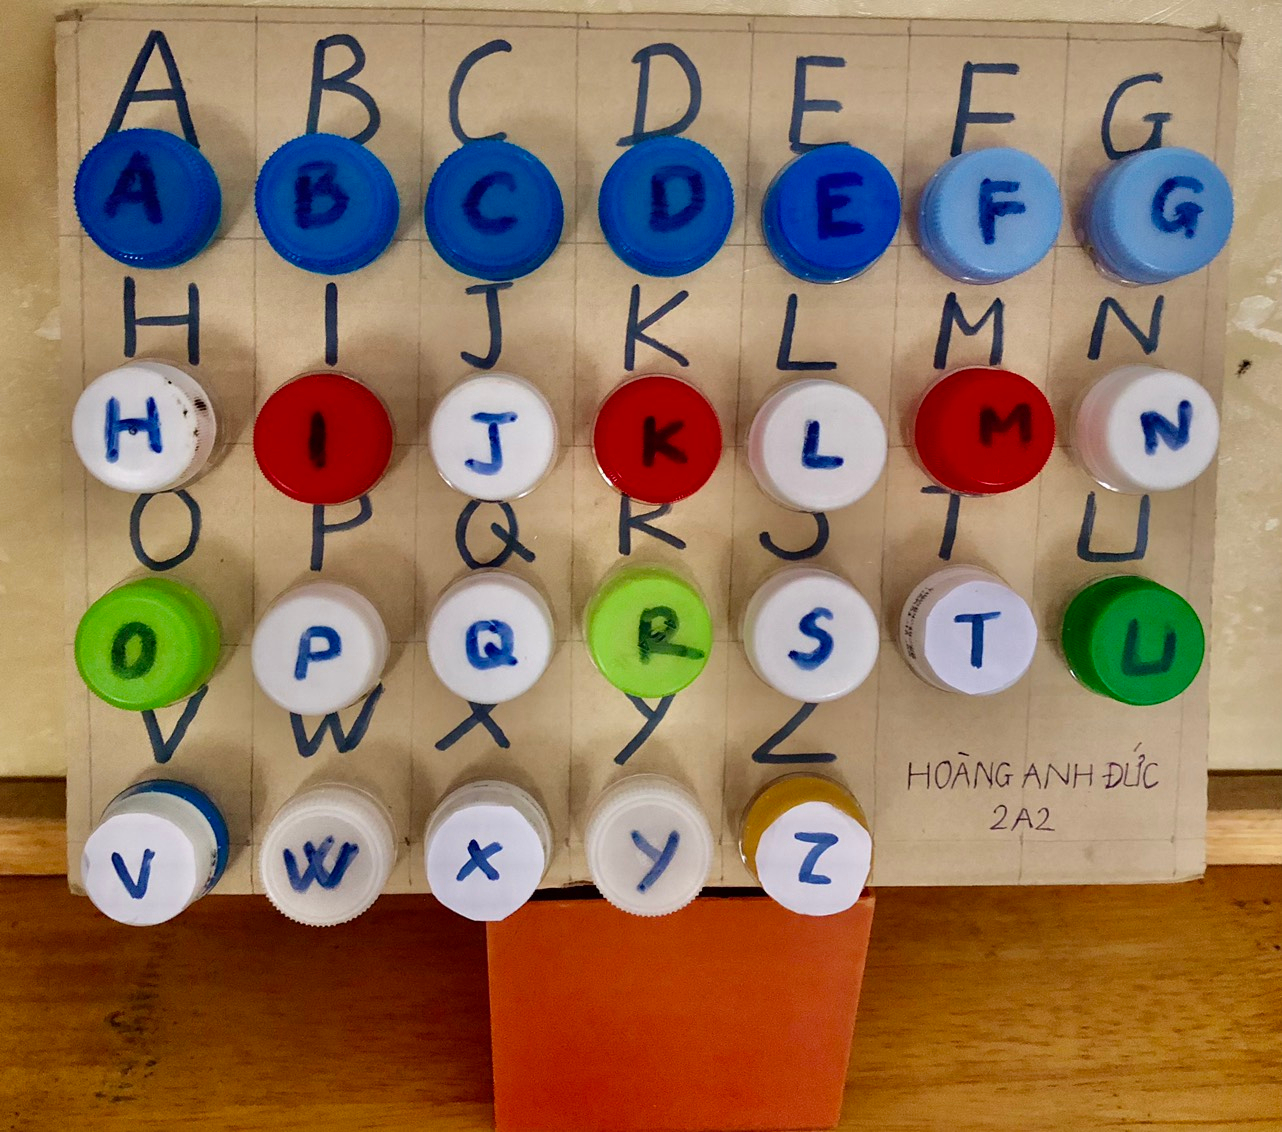 A B C D E F G
A B C D E F G
H I J K L M N
H I J K L M N
O P Q R S T U
O P Q R S T U
V W X Y Z
HOÀNG ANH ĐỨC
2A2
V W X Y Z